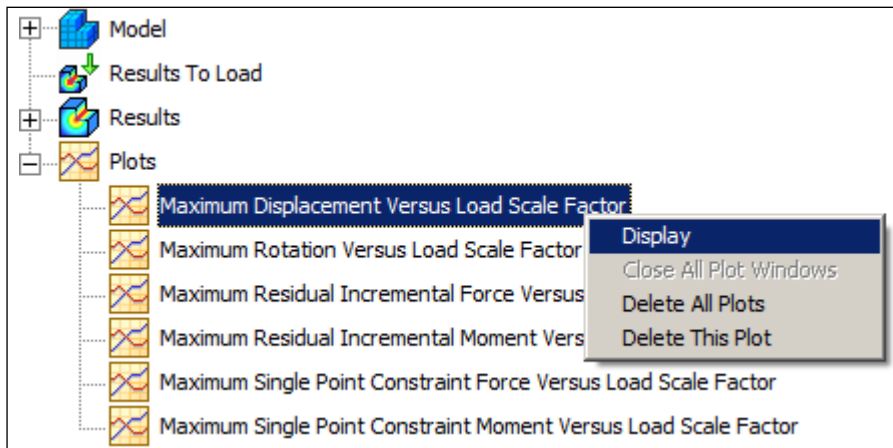 Model
Results To Load
Results
Plots
Maximum Displacement Versus Load Scale Factor
Maximum Rotation Versus Load Scale Factor
Maximum Residual Incremental Force Versus
Maximum Residual Incremental Moment Vers
Maximum Single Point Constraint Force Versus Load Scale Factor
Maximum Single Point Constraint Moment Versus Load Scale Factor
Display
Close All Plot Windows
Delete All Plots
Delete This Plot